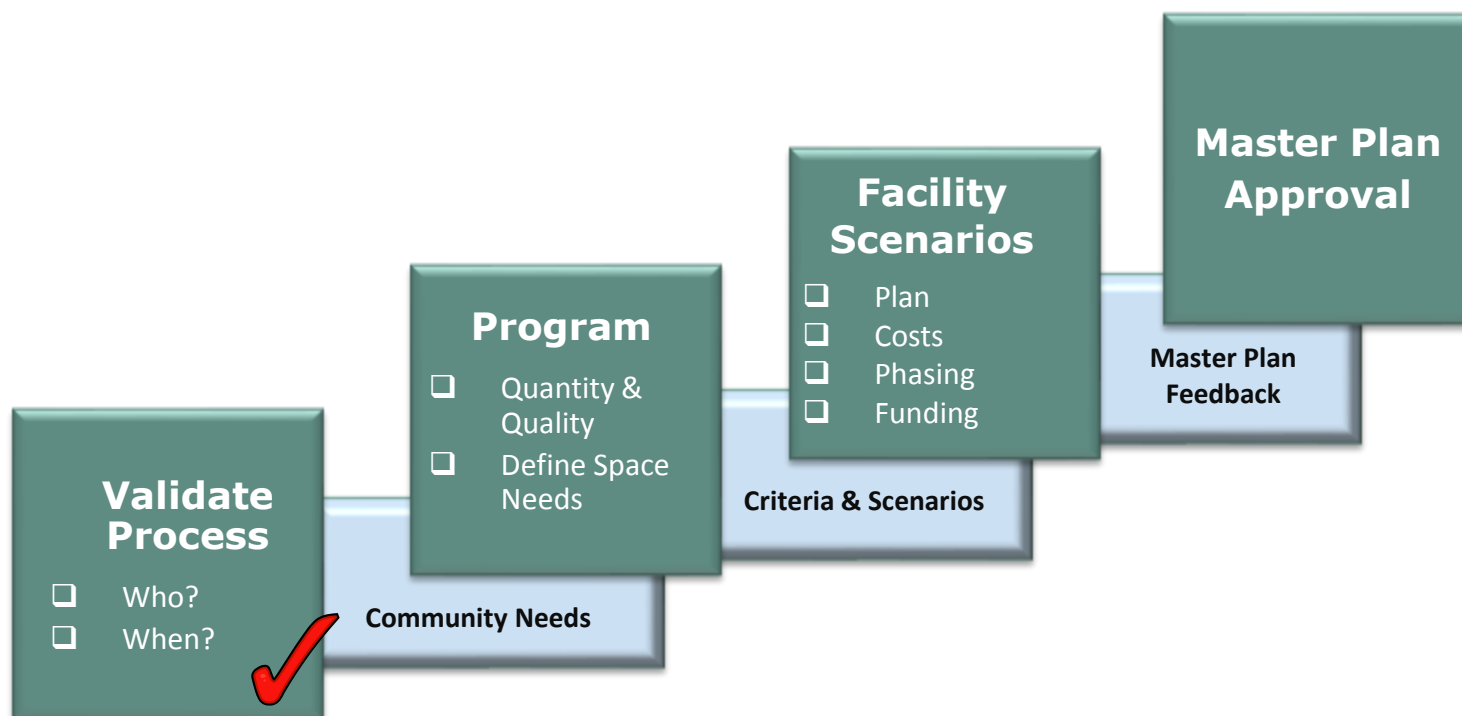 Validate
Process
❑ Who?
❑ When?
Community Needs
Program
❑ Quantity &
Quality
❑ Define Space
Needs
Criteria & Scenarios
Facility
Scenarios
❑ Plan
❑ Costs
❑ Phasing
❑ Funding
Master Plan
Feedback
Master Plan
Approval